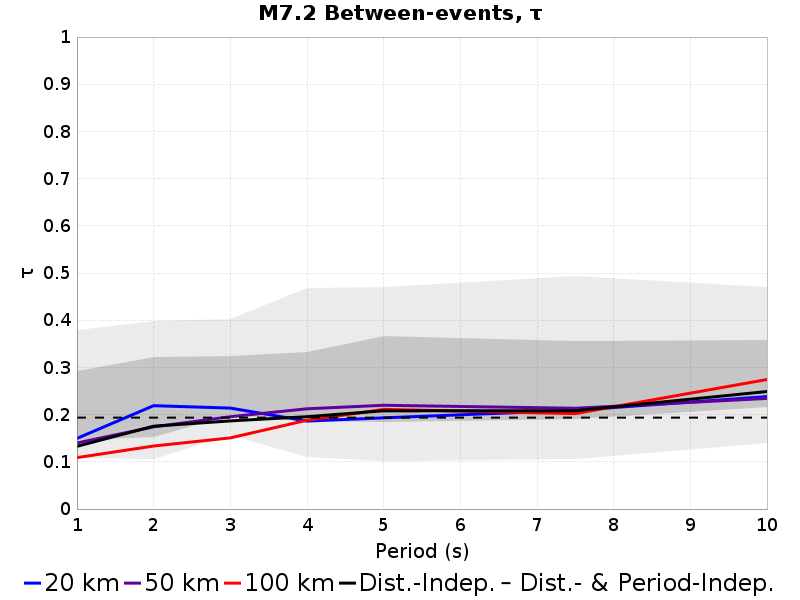 M7.2 Between-events, τ
1
0.9
0.8
0.7
0.6
0.5
0.4
0.3
0.2
0.1
0
τ
1 2 3 4 5 6 7 8 9 10
Period (s)
20 km 50 km 100 km Dist.-Indep. Dist.- & Period-Indep.